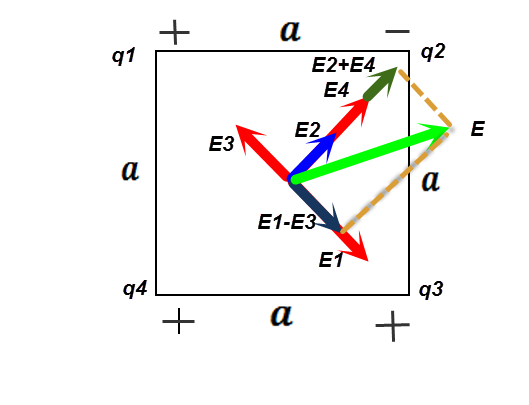 + a −
q1 q2
E2+E4
E4
E2 E
E3
a a
E1-E3
E1
q4 q3
+ a +